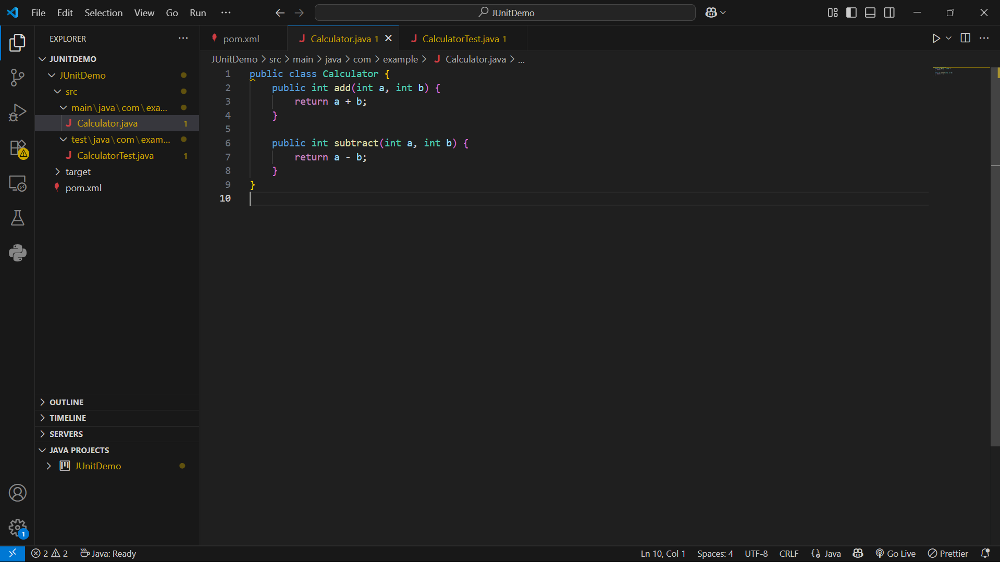 File Edit Selection View Go Run ··· JUnitDemo
EXPLORER ···
JUNITDEMO
JUnitDemo
src
main\java\com\exa...
Calculator.java 1
test\java\com\exam...
CalculatorTest.java 1
target
pom.xml
OUTLINE
TIMELINE
SERVERS
JAVA PROJECTS
JUnitDemo
1
pom.xml
Calculator.java 1
CalculatorTest.java 1
JUnitDemo > src > main > java > com > example > J Calculator.java > ...
1 public class Calculator {
2     public int add(int a, int b) {
3         return a + b;
4     }
5
6     public int subtract(int a, int b) {
7         return a - b;
8     }
9 }
10
2 2 Java: Ready Ln 10, Col 1 Spaces: 4 UTF-8 CRLF Java Go Live Prettier